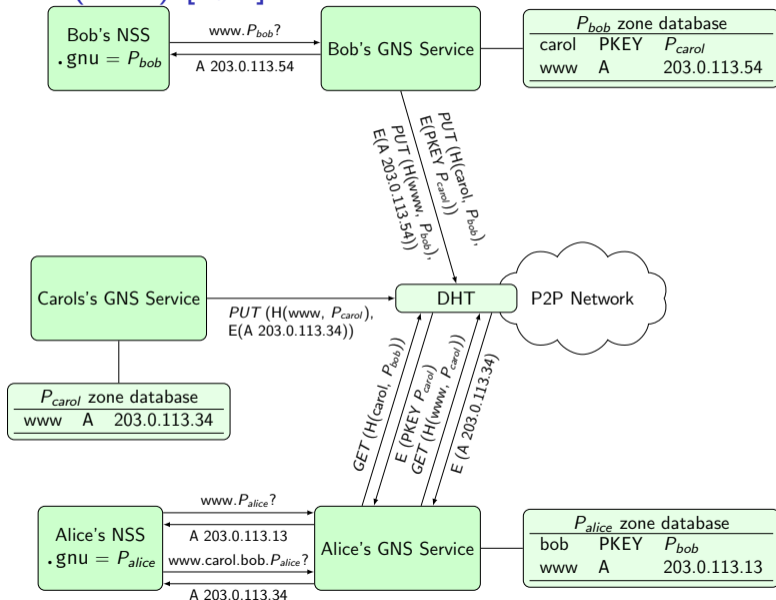 Bob's NSS
.gnu = P_bob
www.P_bob?
A 203.0.113.54
Bob's GNS Service
P_bob zone database
carol PKEY P_carol
www A 203.0.113.54
PUT (H(carol, P_bob),
E(PKEY P_carol))
PUT (H(www, P_bob),
E(A 203.0.113.54))
Carols's GNS Service
PUT (H(www, P_carol),
E(A 203.0.113.34))
DHT
P2P Network
P_carol zone database
www A 203.0.113.34
GET (H(carol, P_bob))
E (PKEY P_carol)
GET (H(www, P_carol))
E (A 203.0.113.34)
Alice's NSS
.gnu = P_alice
www.P_alice?
A 203.0.113.13
www.carol.bob.P_alice?
A 203.0.113.34
Alice's GNS Service
P_alice zone database
bob PKEY P_bob
www A 203.0.113.13